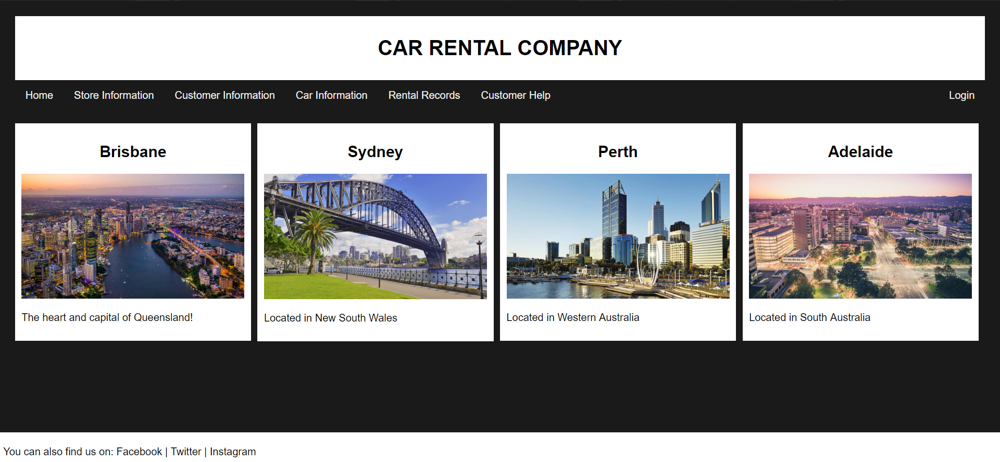 CAR RENTAL COMPANY
Home Store Information Customer Information Car Information Rental Records Customer Help Login
Brisbane
The heart and capital of Queensland!
Sydney
Located in New South Wales
Perth
Located in Western Australia
Adelaide
Located in South Australia
You can also find us on: Facebook | Twitter | Instagram